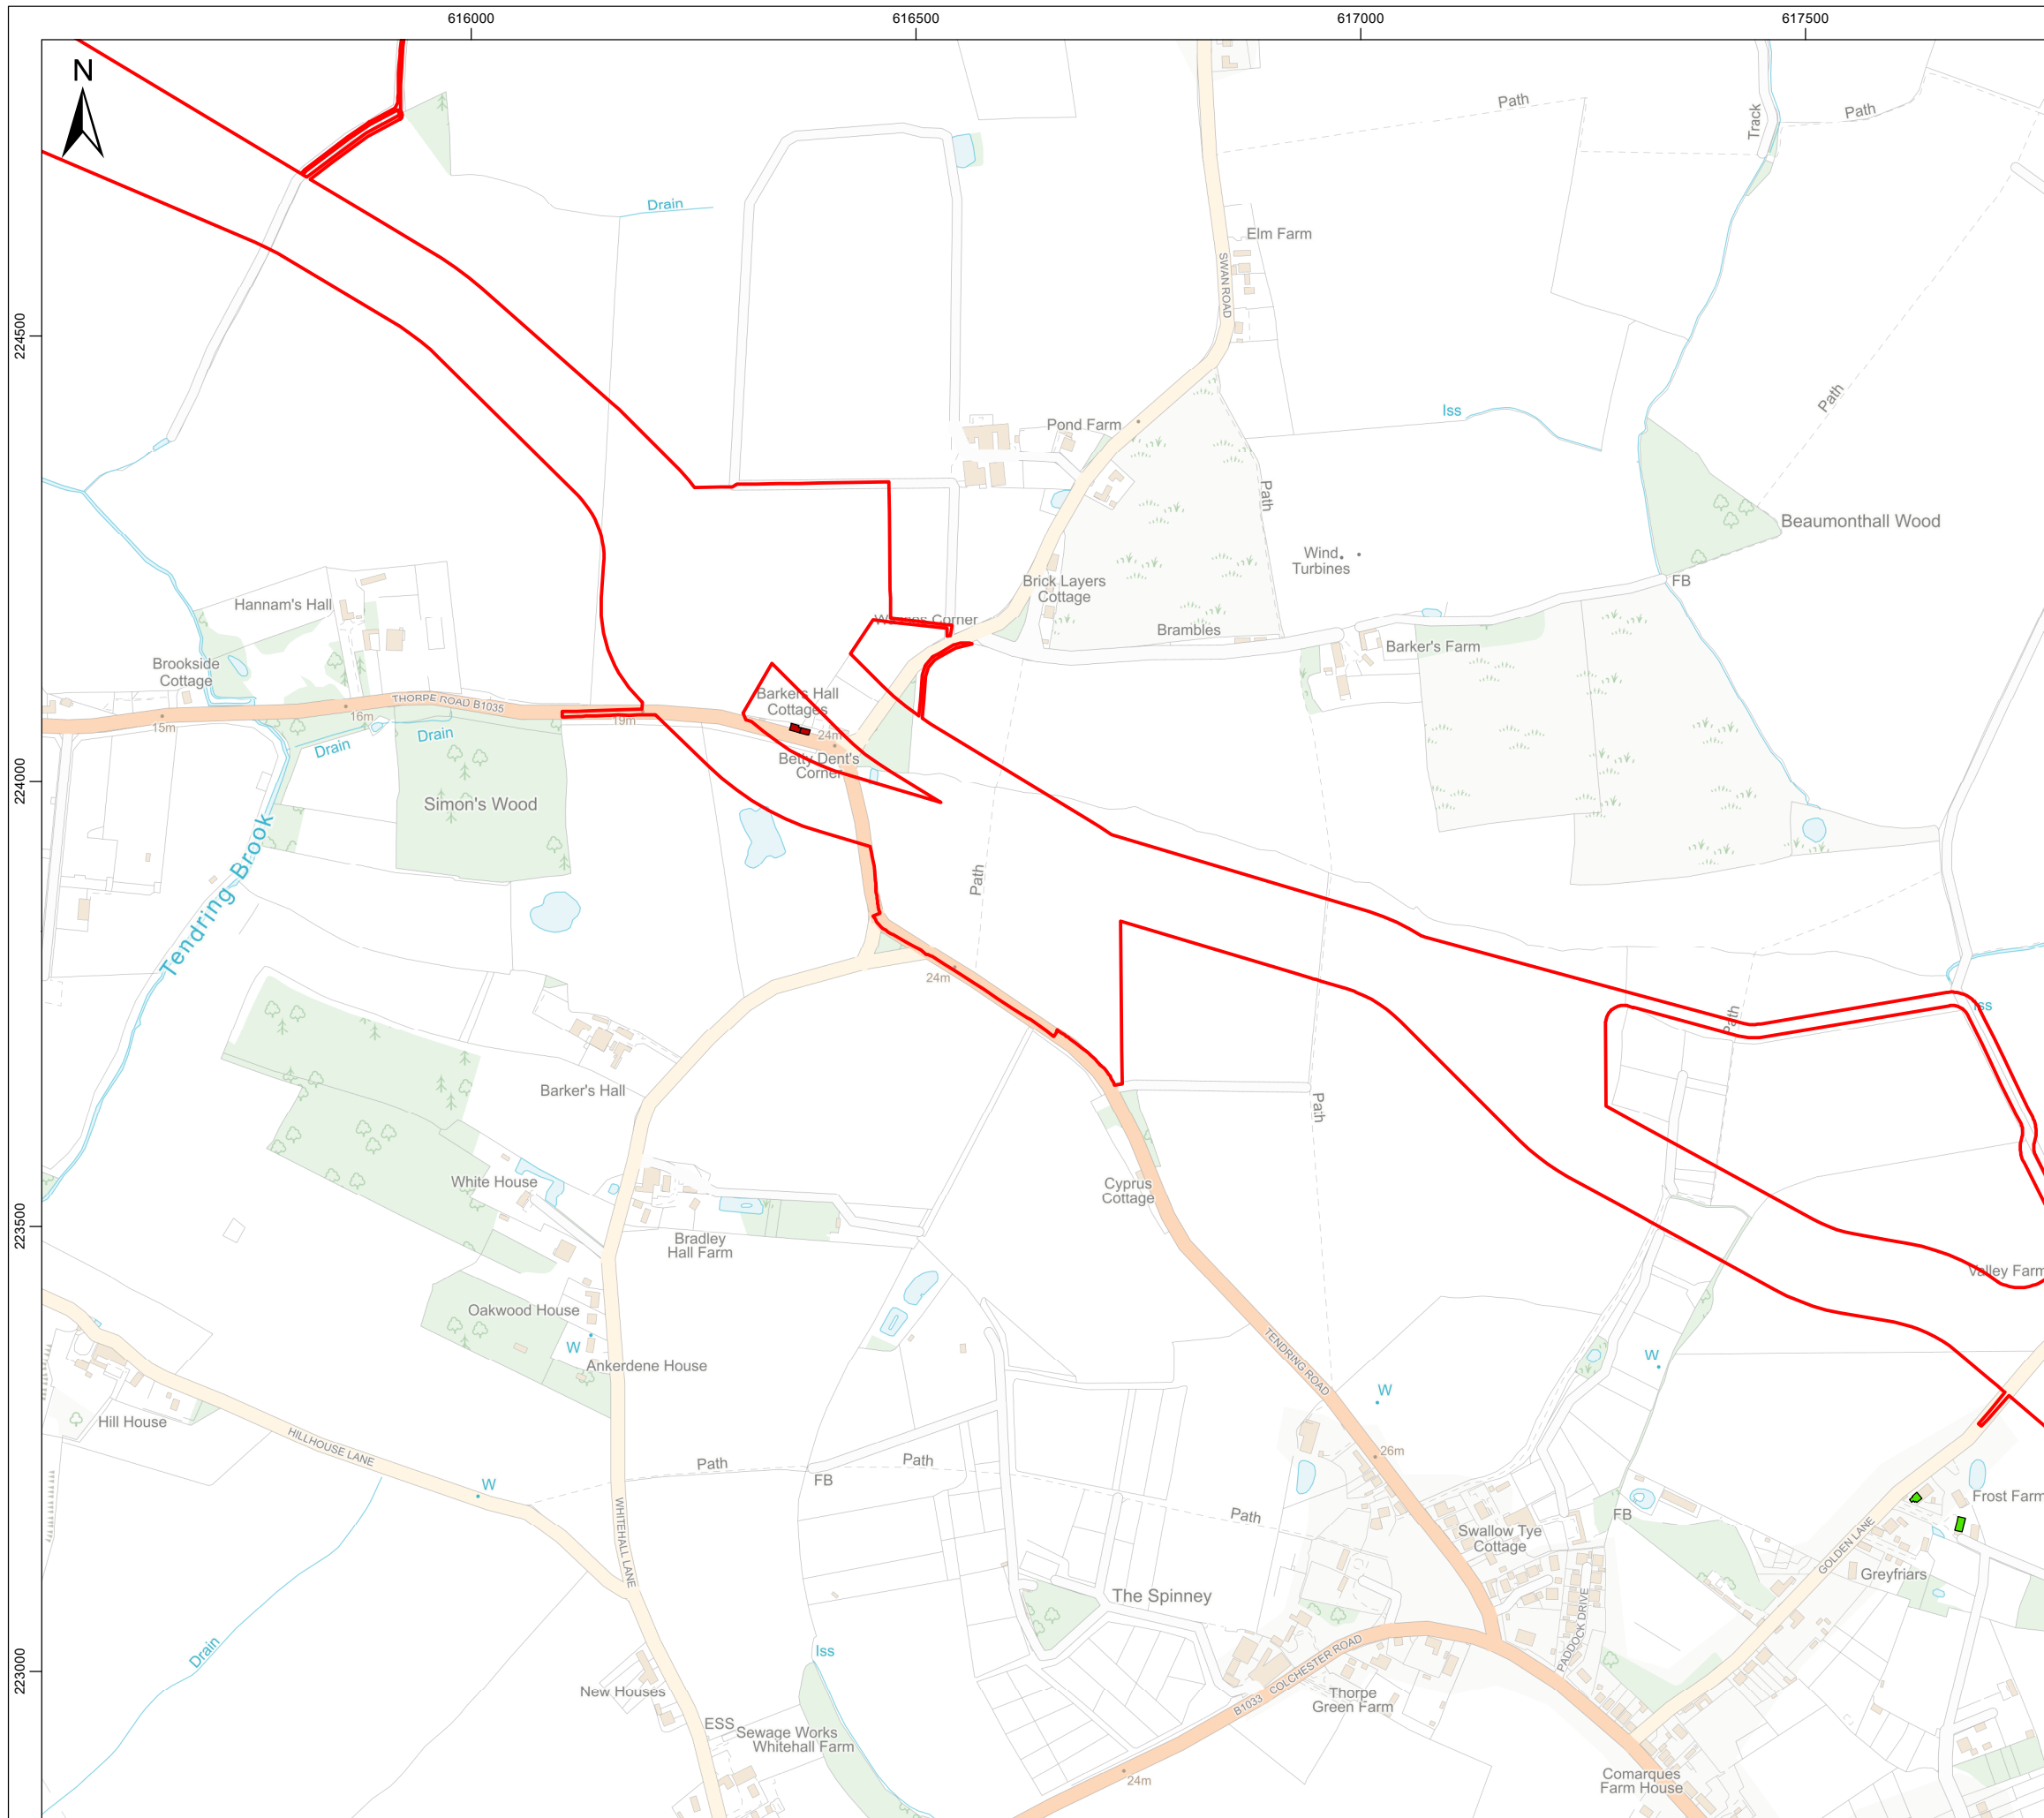 616000
616500
617000
617500
N
Path
Track
Path
Drain
Elm Farm
SWAN ROAD
224500
Iss
Path
Pond Farm
Path
Beaumonthall Wood
Wind
Turbines
FB
Brick Layers
Cottage
Hannam's Hall
Corner
Brambles
Barker's Farm
Brookside
Cottage
Barkers Hall
Cottages
THORPE ROAD B1035
16m
15m
19m
24m
Drain
Drain
Betty Dent's
Corner
224000
Simon's Wood
Tendring Brook
Path
24m
Iss
Path
Barker's Hall
Path
White House
Cyprus
Cottage
223500
Bradley
Hall Farm
Valley Farm
Oakwood House
W
Ankerdene House
TENDRING ROAD
W
W
Hill House
HILLHOUSE LANE
26m
Path
Path
FB
W
Frost Farm
WHITEHALL LANE
Path
FB
Swallow Tye
Cottage
GOLDEN LANE
Greyfriars
The Spinney
PADDOCK DRIVE
Drain
Iss
223000
B1033 COLCHESTER ROAD
New Houses
Thorpe
Green Farm
ESS
Sewage Works
Whitehall Farm
24m
Comarques
Farm House